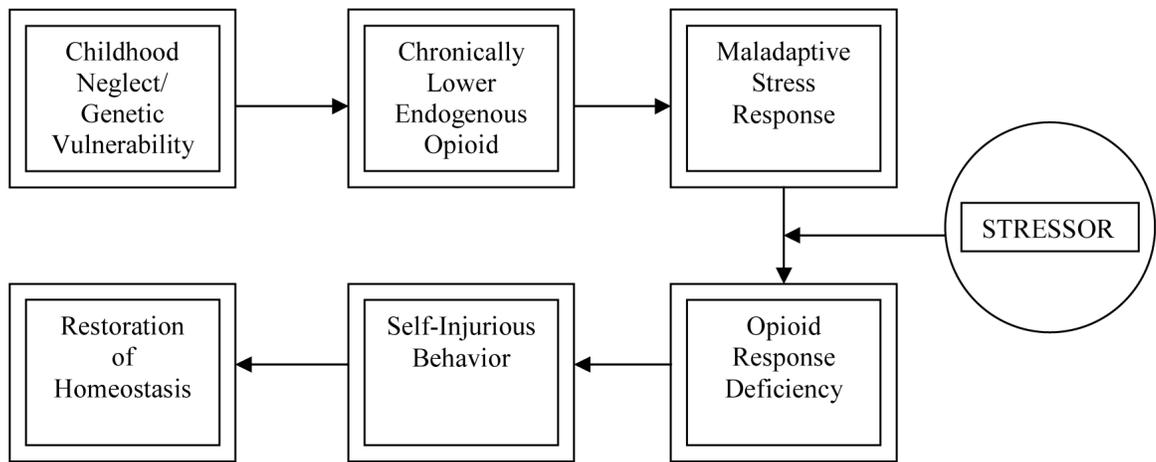 Childhood
Neglect/
Genetic
Vulnerability
Chronically
Lower
Endogenous
Opioid
Maladaptive
Stress
Response
STRESSOR
Opioid
Response
Deficiency
Self-Injurious
Behavior
Restoration
of
Homeostasis